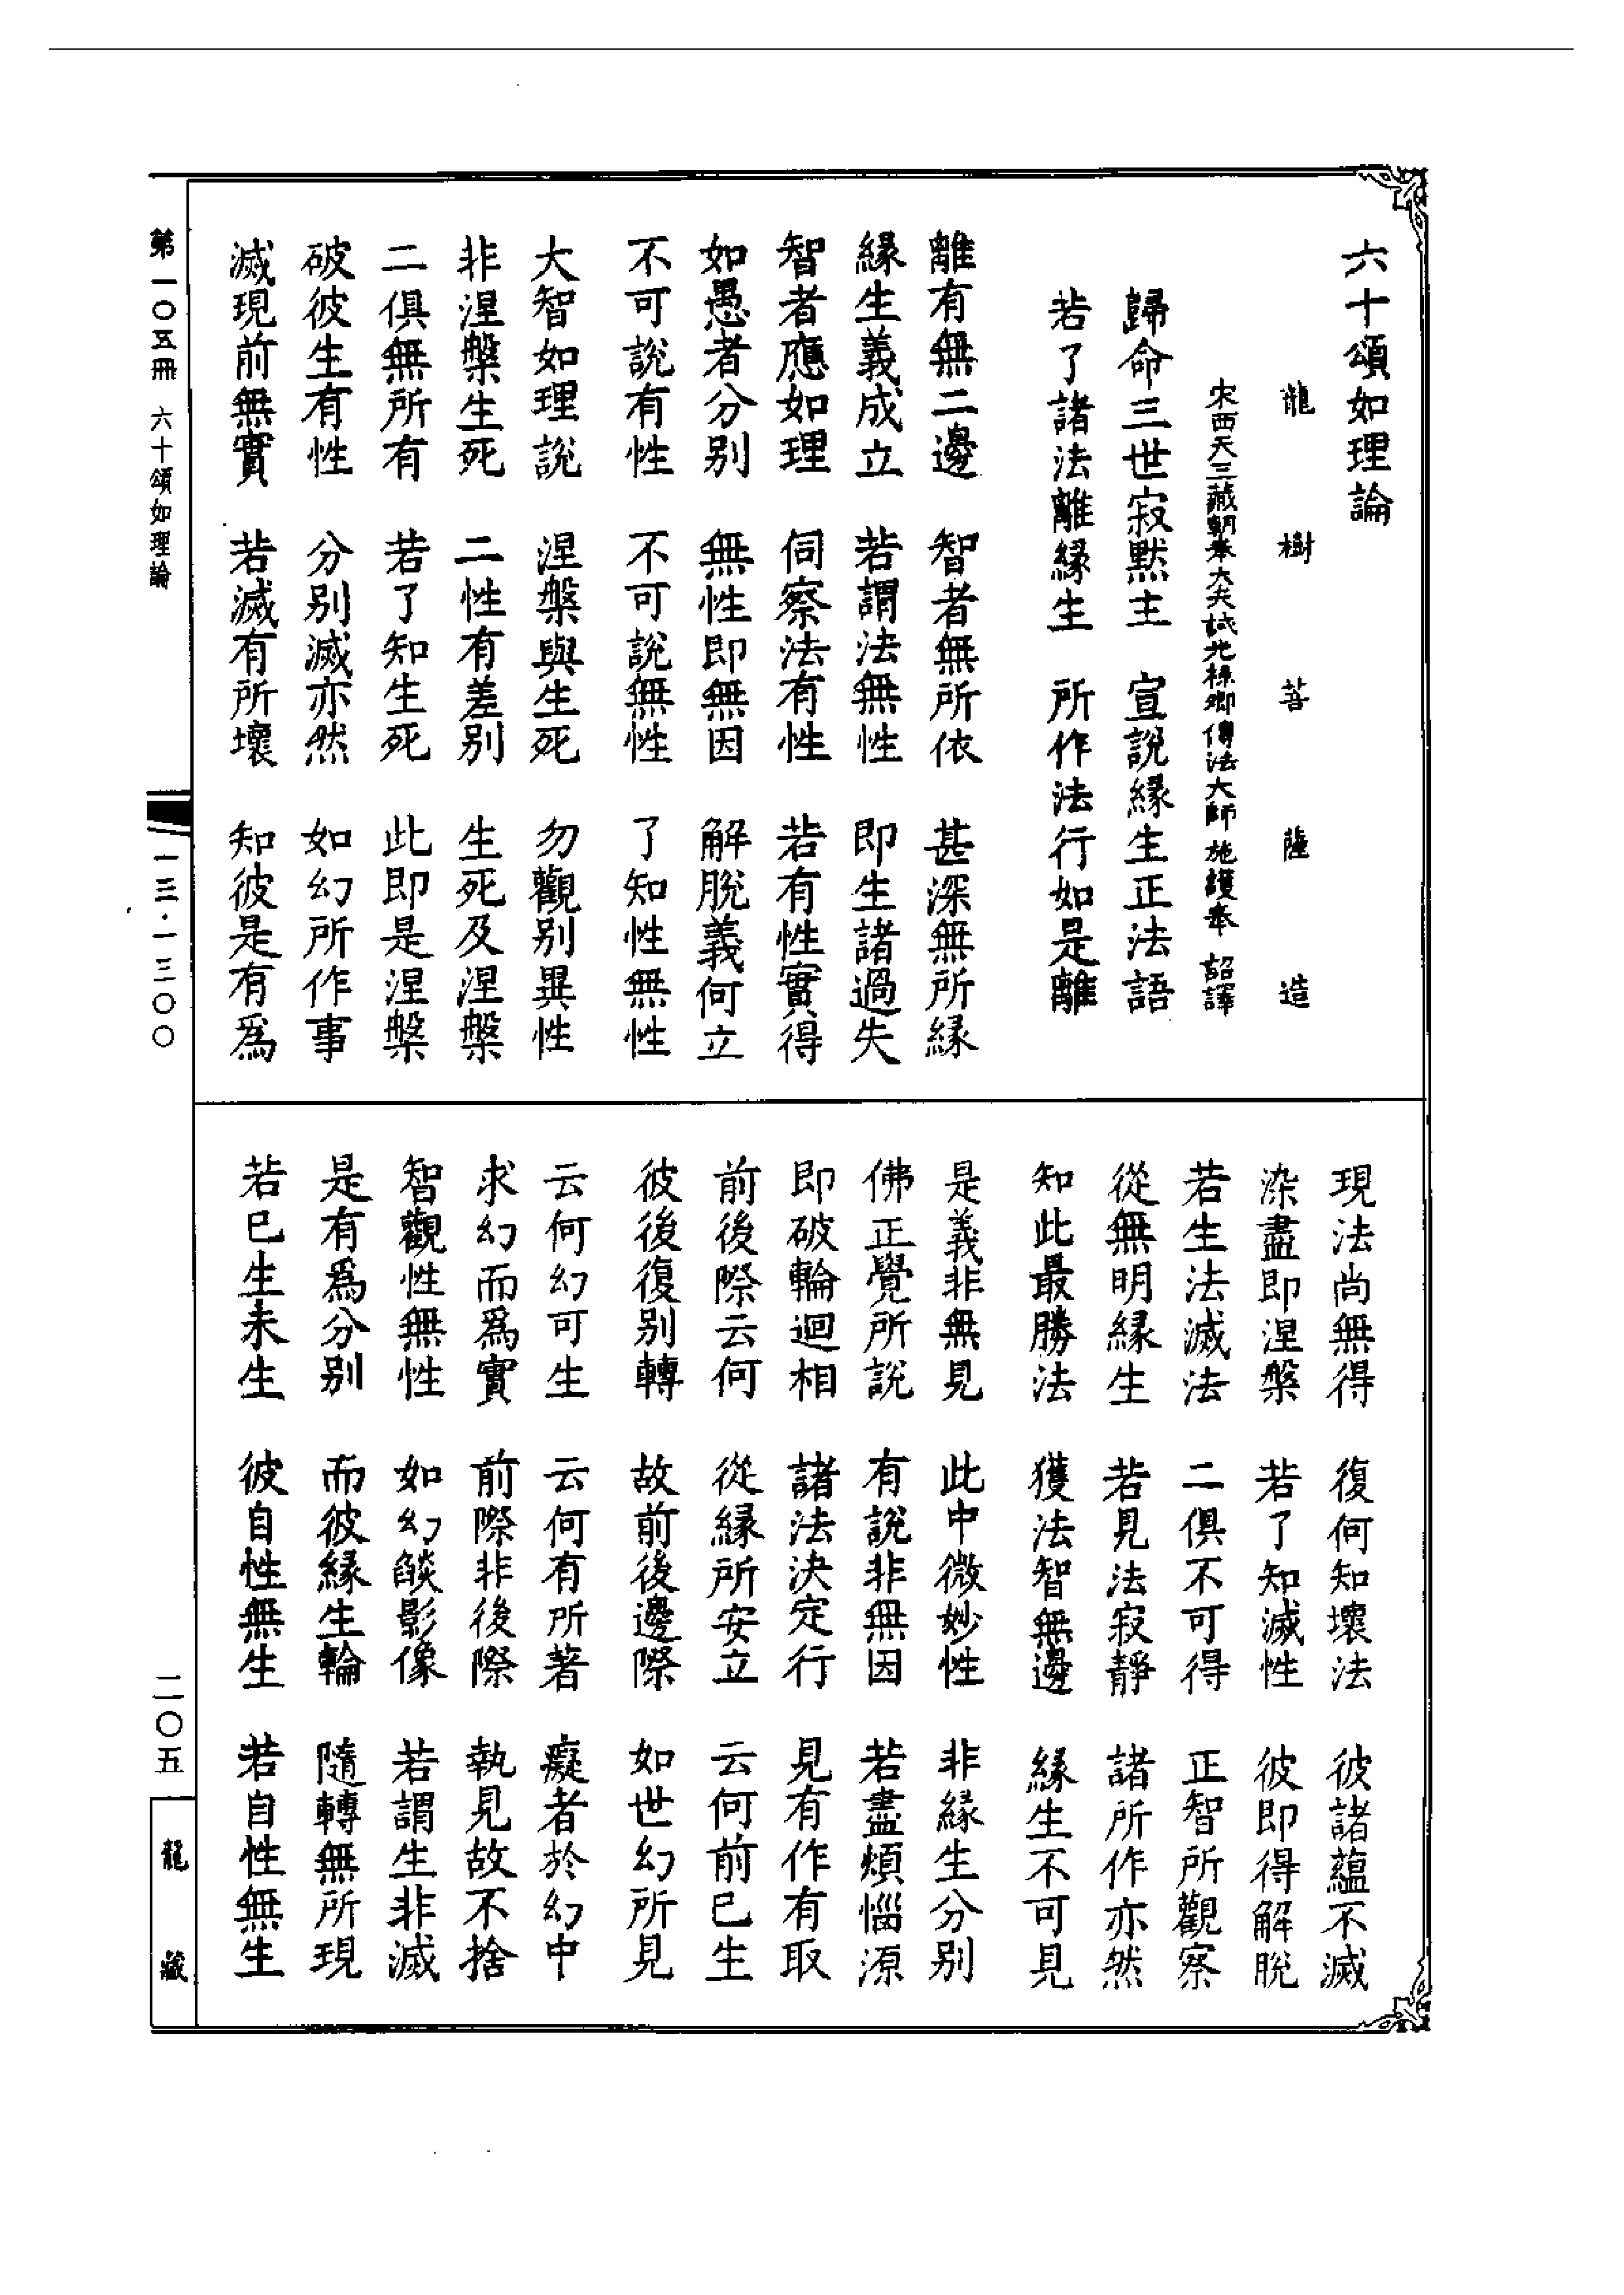 六十頌如理論
龍樹菩薩造
宋西天三藏朝奉大夫試光祿卿傳法大師施護奉 詔譯
歸命三世寂默主 宣說緣生正法語
若了諸法離緣生 所作法行如是離
離有無二邊 智者無所依 甚深無所緣
緣生義成立 若謂法無性 即生諸過失
智者應如理 伺察法有性 若有性實得
如愚者分別 無性即無因 解脫義何立
不可說有性 不可說無性 了知性無性
大智如理說 涅槃與生死 勿觀別異性
非涅槃生死 二性有差別 生死及涅槃
二俱無所有 若了知生死 此即是涅槃
破彼生有性 分別滅亦然 如幻所作事
滅現前無實 若滅有所壞 知彼是有為
現法尚無得 復何知壞法 彼諸蘊不滅
染盡即涅槃 若了知滅性 彼即得解脫
若生法滅法 二俱不可得 正智所觀察
從無明緣生 若見法寂靜 諸所作亦然
知此最勝法 獲法智無邊 緣生不可見
是義非無見 此中微妙性 非緣生分別
佛正覺所說 有說非無因 若盡煩惱源
即破輪迴相 諸法決定行 見有作有取
前後際云何 從緣所安立 云何前已生
彼後復別轉 故前後邊際 如世幻所見
云何幻可生 云何有所著 癡者於幻中
求幻而為實 前際非後際 執見故不捨
智觀性無性 如幻燄影像 若謂生非滅
是有為分別 而彼緣生輪 隨轉無所現
若已生未生 彼自性無生 若自性無生
第一〇五冊 六十頌如理論
一三·一三〇〇
二〇五
龍藏